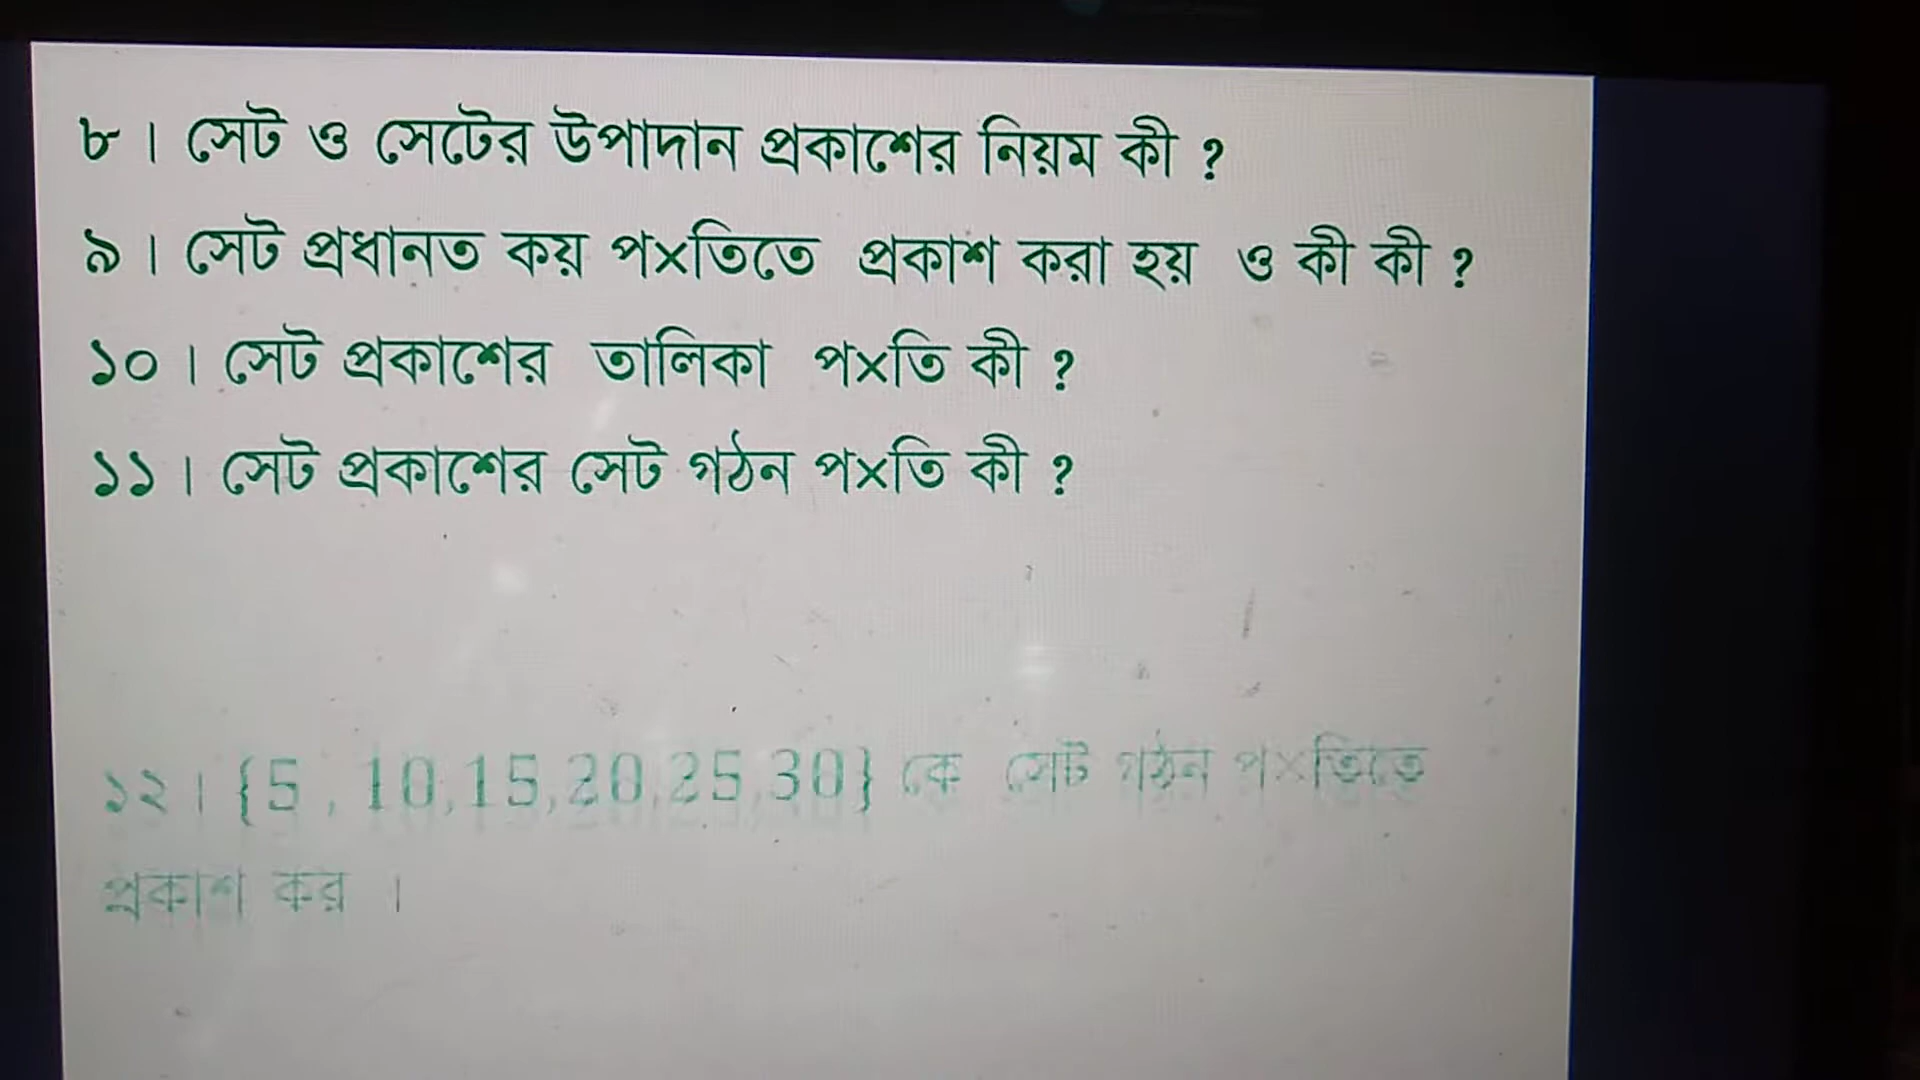 ৮। সেট ও সেটের উপাদান প্রকাশের নিয়ম কী ?
৯। সেট প্রধানত কয় প×তিতে প্রকাশ করা হয় ও কী কী ?
১০। সেট প্রকাশের তালিকা প×তি কী ?
১১। সেট প্রকাশের সেট গঠন প×তি কী ?
১২। {5 , 10,15,20,25,30} কে সেট গঠন প×তিতে
প্রকাশ কর ।